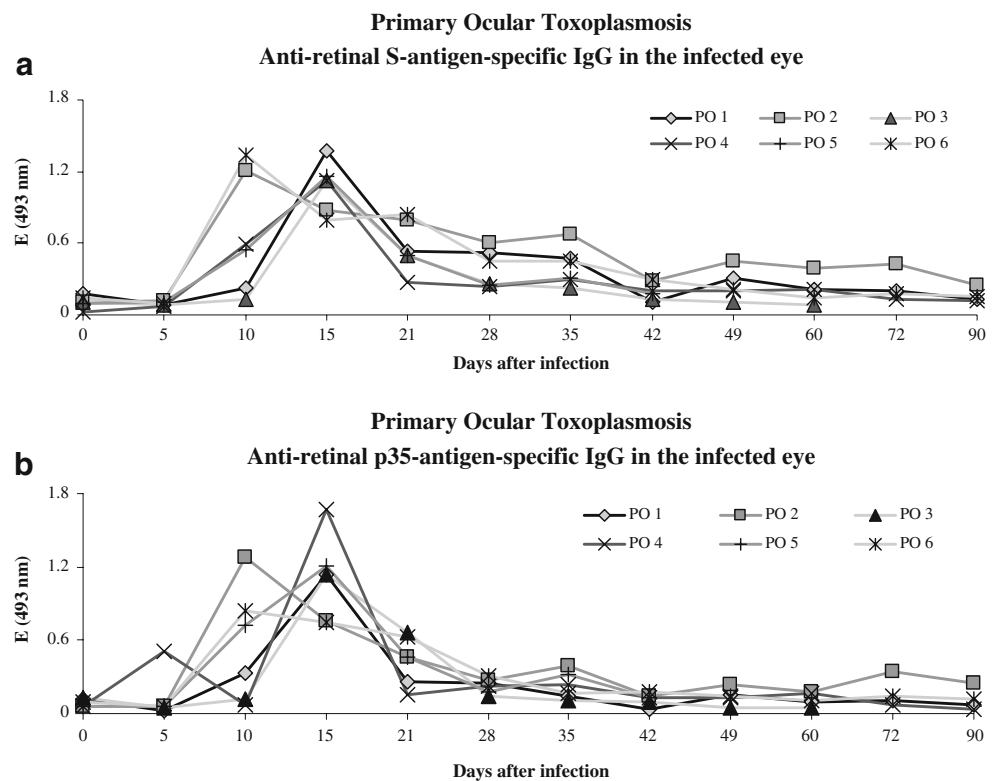 Primary Ocular Toxoplasmosis
a
Anti-retinal S-antigen-specific IgG in the infected eye
1.8
1.2
0.6
0
E (493 nm)
PO 1
PO 2
PO 3
PO 4
PO 5
PO 6
0 5 10 15 21 28 35 42 49 60 72 90
Days after infection
Primary Ocular Toxoplasmosis
b
Anti-retinal p35-antigen-specific IgG in the infected eye
1.8
1.2
0.6
0
E (493 nm)
PO 1
PO 2
PO 3
PO 4
PO 5
PO 6
0 5 10 15 21 28 35 42 49 60 72 90
Days after infection